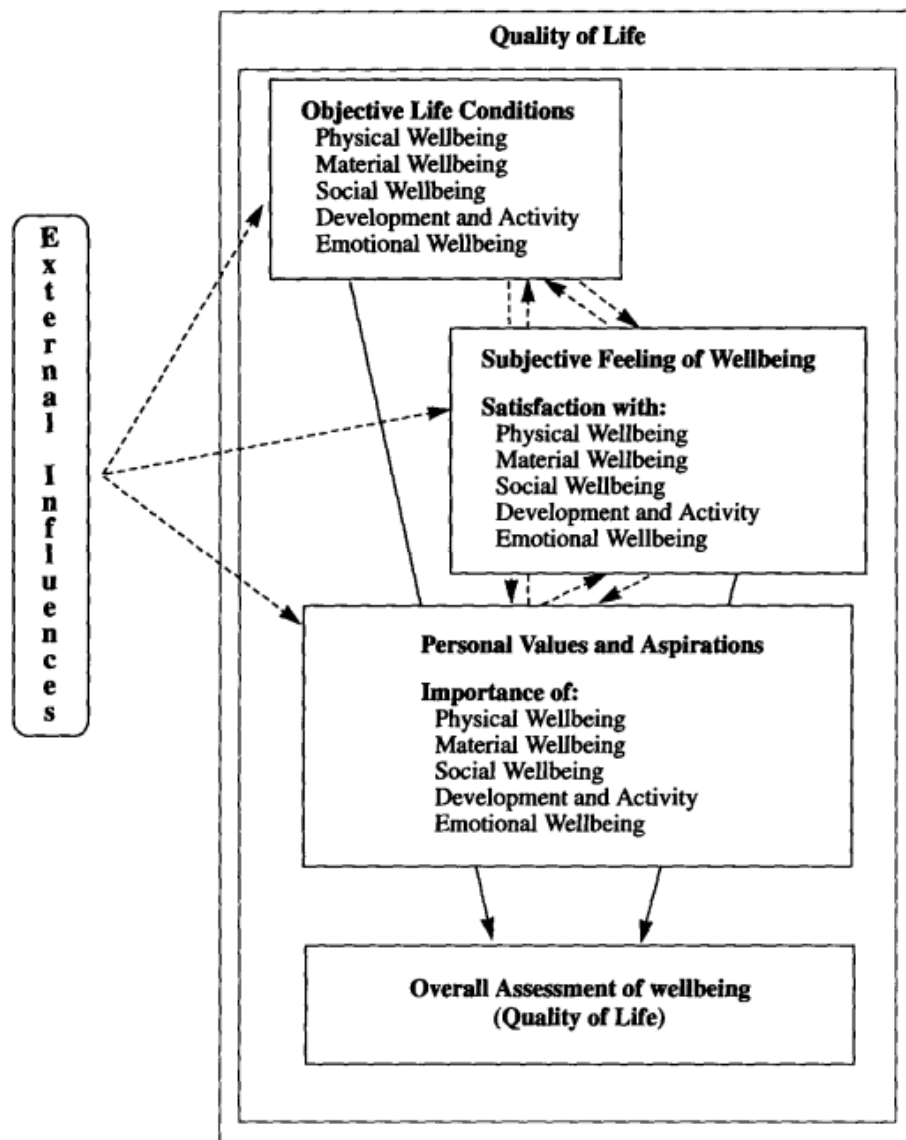 Quality of Life
Objective Life Conditions
Physical Wellbeing
Material Wellbeing
Social Wellbeing
Development and Activity
Emotional Wellbeing
External Influences
Subjective Feeling of Wellbeing
Satisfaction with:
Physical Wellbeing
Material Wellbeing
Social Wellbeing
Development and Activity
Emotional Wellbeing
Personal Values and Aspirations
Importance of:
Physical Wellbeing
Material Wellbeing
Social Wellbeing
Development and Activity
Emotional Wellbeing
Overall Assessment of wellbeing
(Quality of Life)